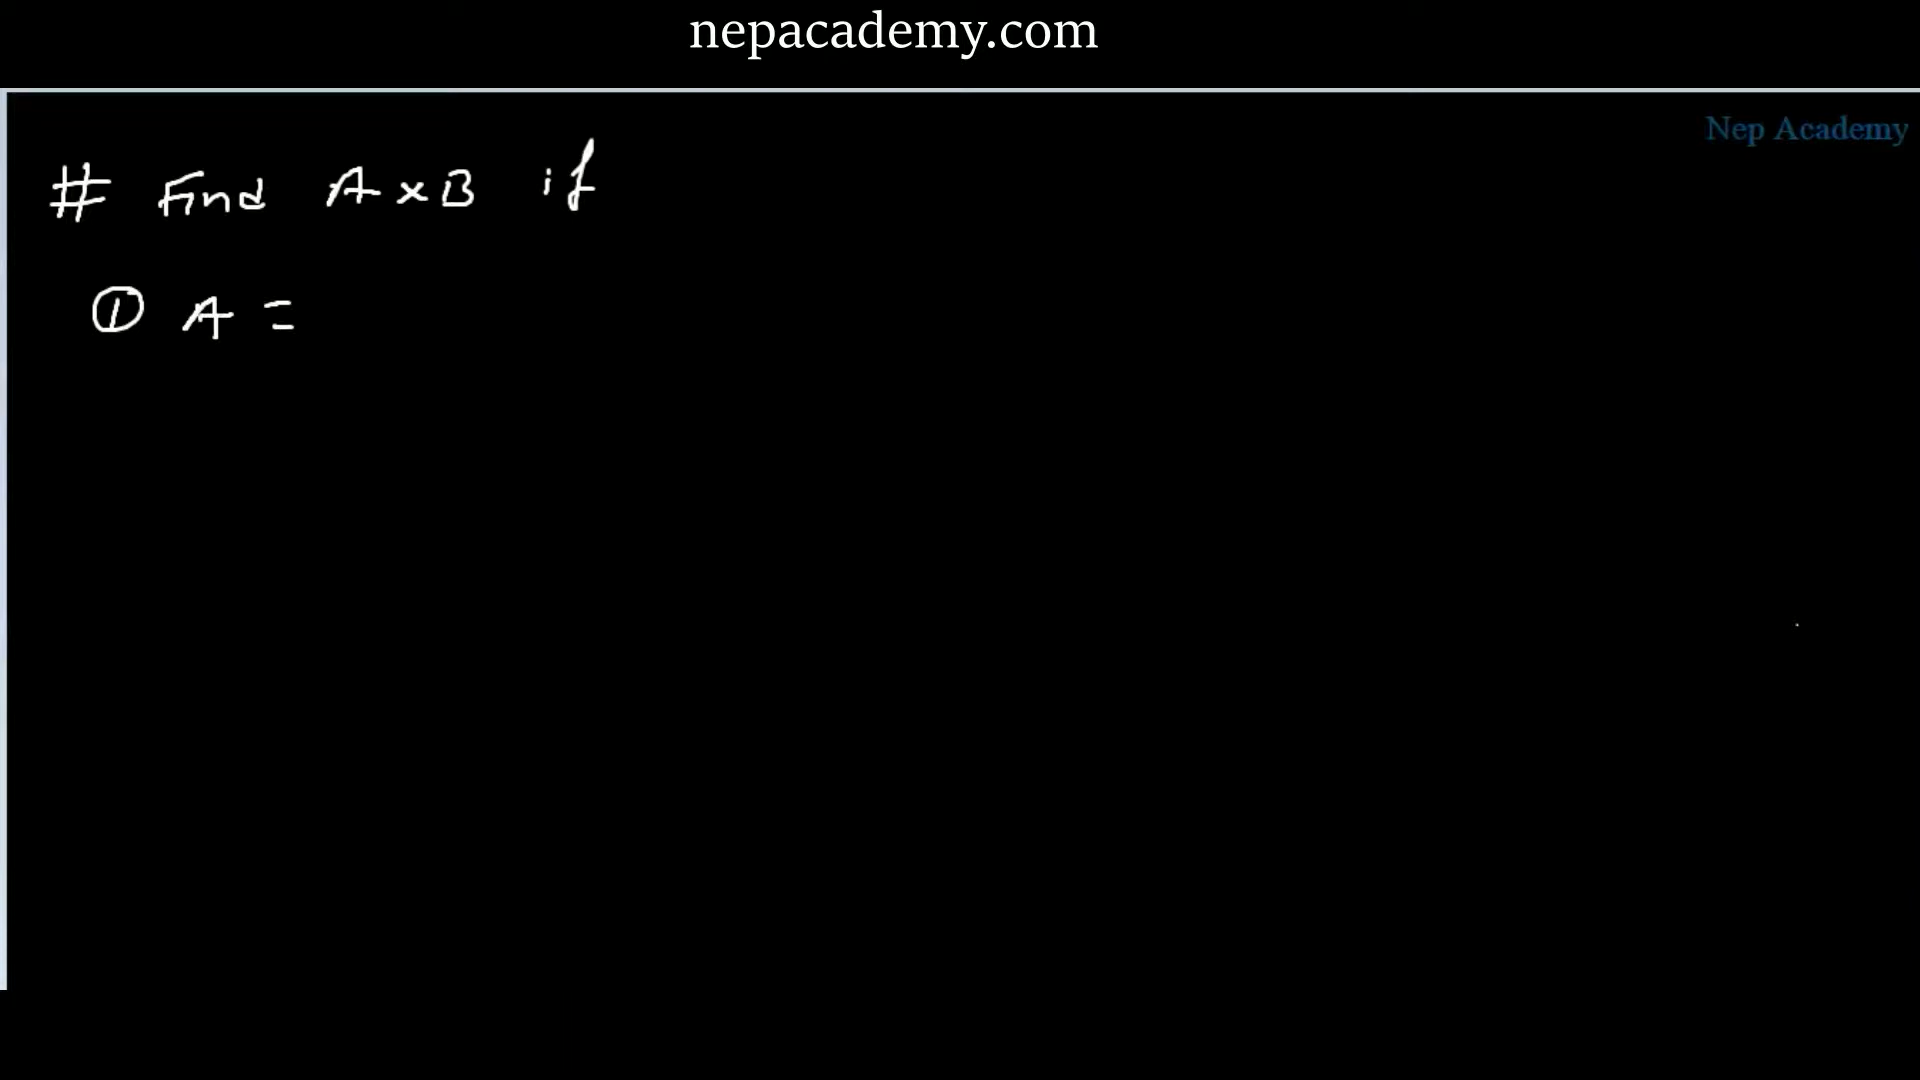 nepacademy.com
Nep Academy
# Find A × B if
① A =